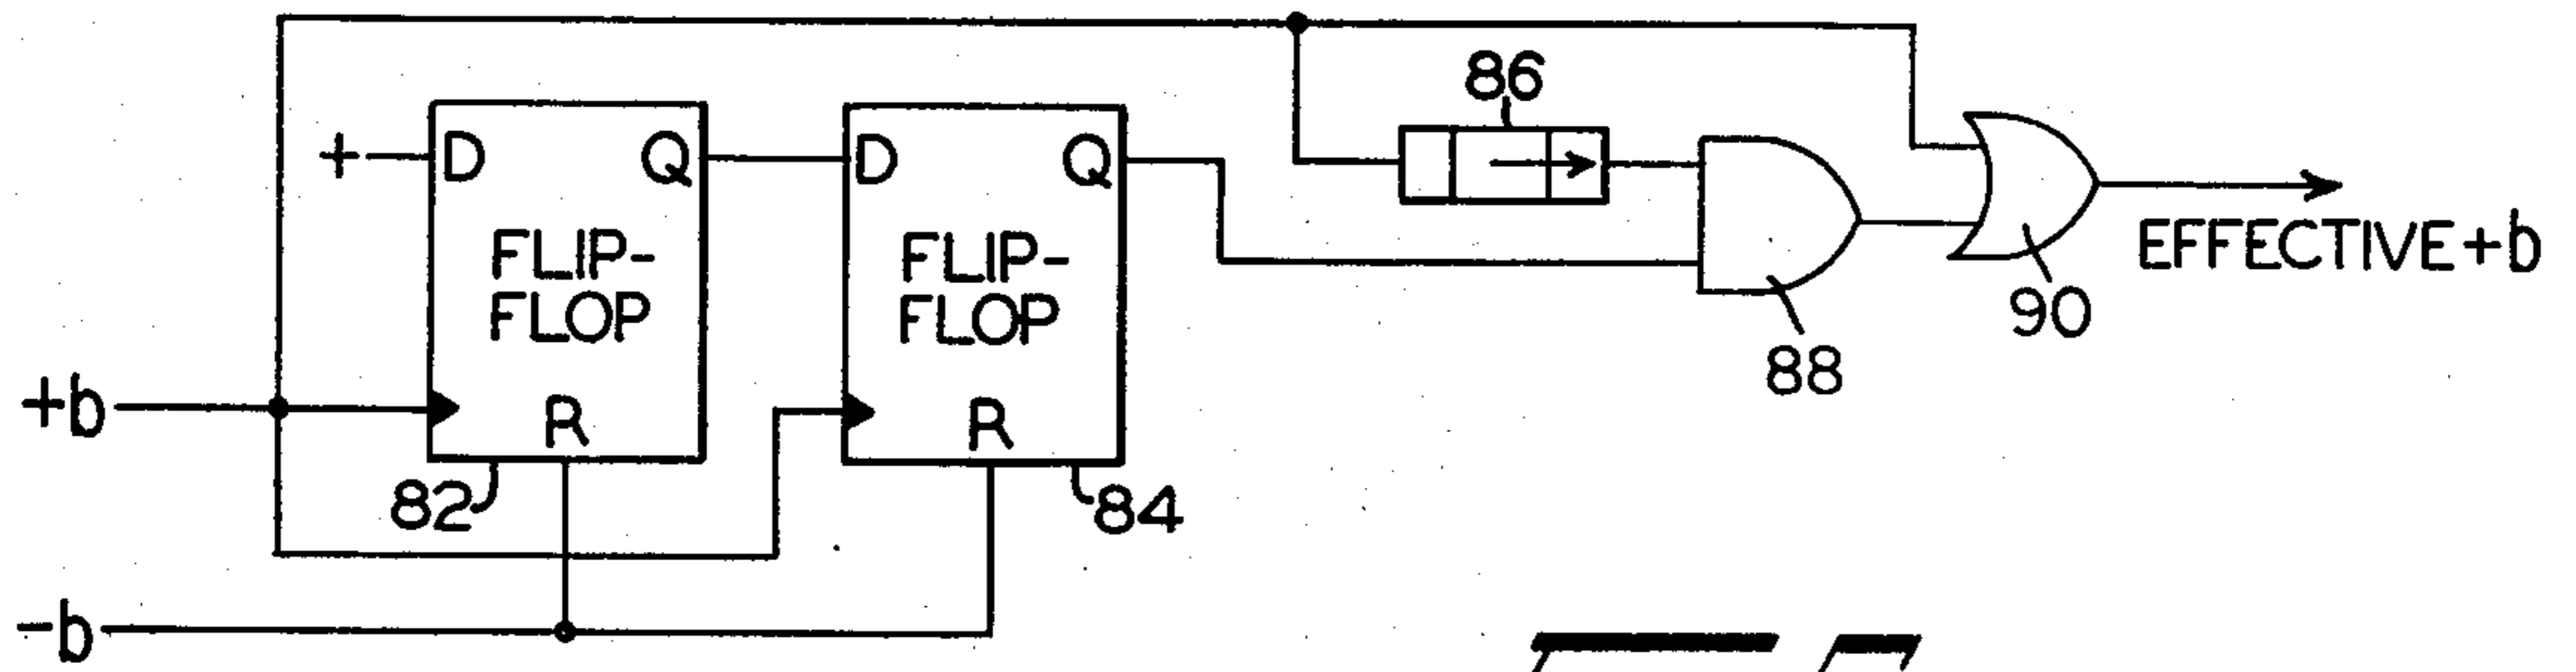 86
+ D Q D Q
FLIP-
FLOP
FLIP-
FLOP
EFFECTIVE+b
90
88
+b
R
R
82
84
-b